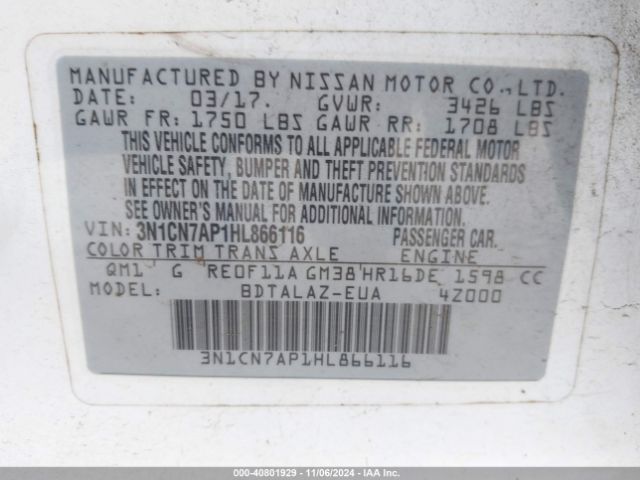 MANUFACTURED BY NISSAN MOTOR CO., LTD.
DATE: 03/17. GVWR: 3426 LBS
GAWR FR: 1750 LBS GAWR RR: 1708 LBS
THIS VEHICLE CONFORMS TO ALL APPLICABLE FEDERAL MOTOR
VEHICLE SAFETY, BUMPER AND THEFT PREVENTION STANDARDS
IN EFFECT ON THE DATE OF MANUFACTURE SHOWN ABOVE.
SEE OWNER'S MANUAL FOR ADDITIONAL INFORMATION.
VIN: 3N1CN7AP1HL866116 PASSENGER CAR.
COLOR TRIM TRANS AXLE ENGINE
QM1 G RE0F11A GM38 HR16DE 1598 CC
MODEL: BDTALAZ-EUA 4Z000
3N1CN7AP1HL866116
000-40801929 - 11/06/2024 - IAA Inc.